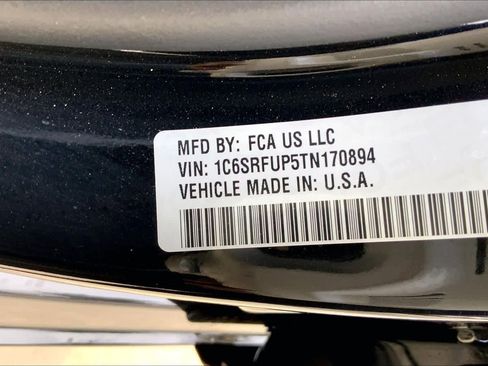 MFD BY: FCA US LLC
VIN: 1C6SRFUP5TN170894
VEHICLE MADE IN: U.S.A.